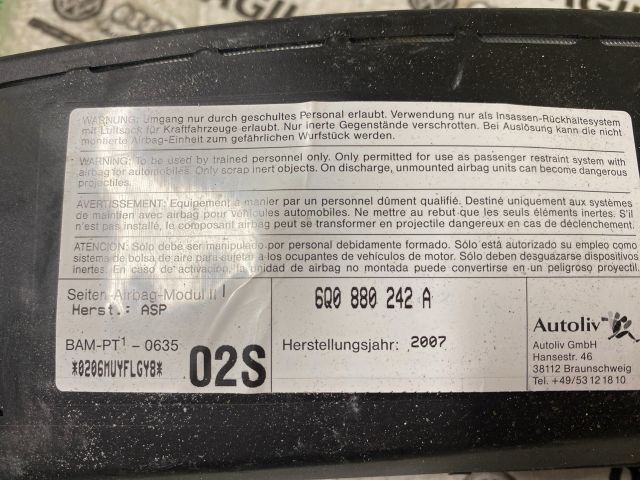 AGIL
WARNUNG: Umgang nur durch geschultes Personal erlaubt. Verwendung nur als Insassen-Rückhaltesystem
mit Luftsack für Kraftfahrzeuge erlaubt. Nur inerte Gegenstände verschrotten. Bei Auslösung kann die nicht
montierte Airbag-Einheit zum gefährlichen Wurfstück werden.
WARNING: To be used by trained personnel only. Only permitted for use as passenger restraint system with
airbag for automobiles. Only scrap inert objects. On discharge, unmounted airbag units can become dangerous
projectiles.
AVERTISSEMENT: Equipement à manier par un personnel dûment qualifié. Destiné uniquement aux systèmes
de maintien avec airbag pour véhicules automobiles. Ne mettre au rebut que les seuls éléments inertes. S'il
n'est pas installé, le composant airbag peut se transformer en projectile dangereux en cas de déclenchement.
ATENCION: Sólo debe ser manipulado por personal debidamente formado. Sólo está autorizado su empleo como
sistema de bolsa de aire para sujetar a los ocupantes de vehículos de motor. Sólo deben desguazarse dispositivos
inertes. En caso de activación, la unidad de airbag no montada puede convertirse en un peligroso proyectil.
Seiten-Airbag-Modul II
Herst.: ASP
6Q0 880 242 A
BAM-PT¹ - 0635
*0206MUYFLGY8*
02S
Herstellungsjahr: 2007
Autoliv
Autoliv GmbH
Hansestr. 46
38112 Braunschweig
Tel. +49/53 12 18 10